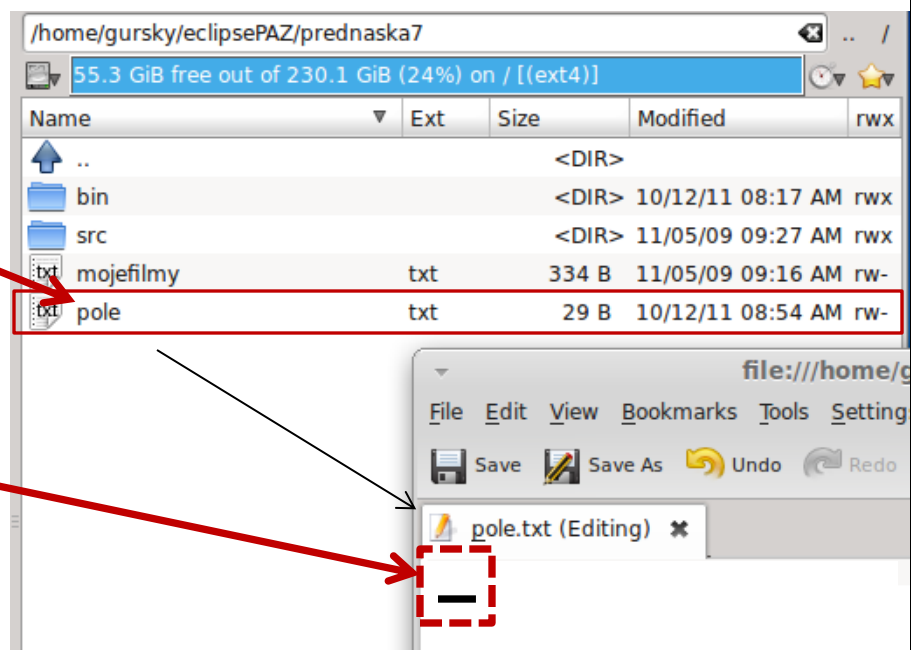 /home/gursky/eclipsePAZ/prednaska7 .. /
55.3 GiB free out of 230.1 GiB (24%) on / [(ext4)]
Name Ext Size Modified rwx
.. <DIR>
bin <DIR> 10/12/11 08:17 AM rwx
src <DIR> 11/05/09 09:27 AM rwx
txt mojefilmy txt 334 B 11/05/09 09:16 AM rw-
txt pole txt 29 B 10/12/11 08:54 AM rw-
file:///home/g
File Edit View Bookmarks Tools Setting
Save Save As Undo Redo
pole.txt (Editing)